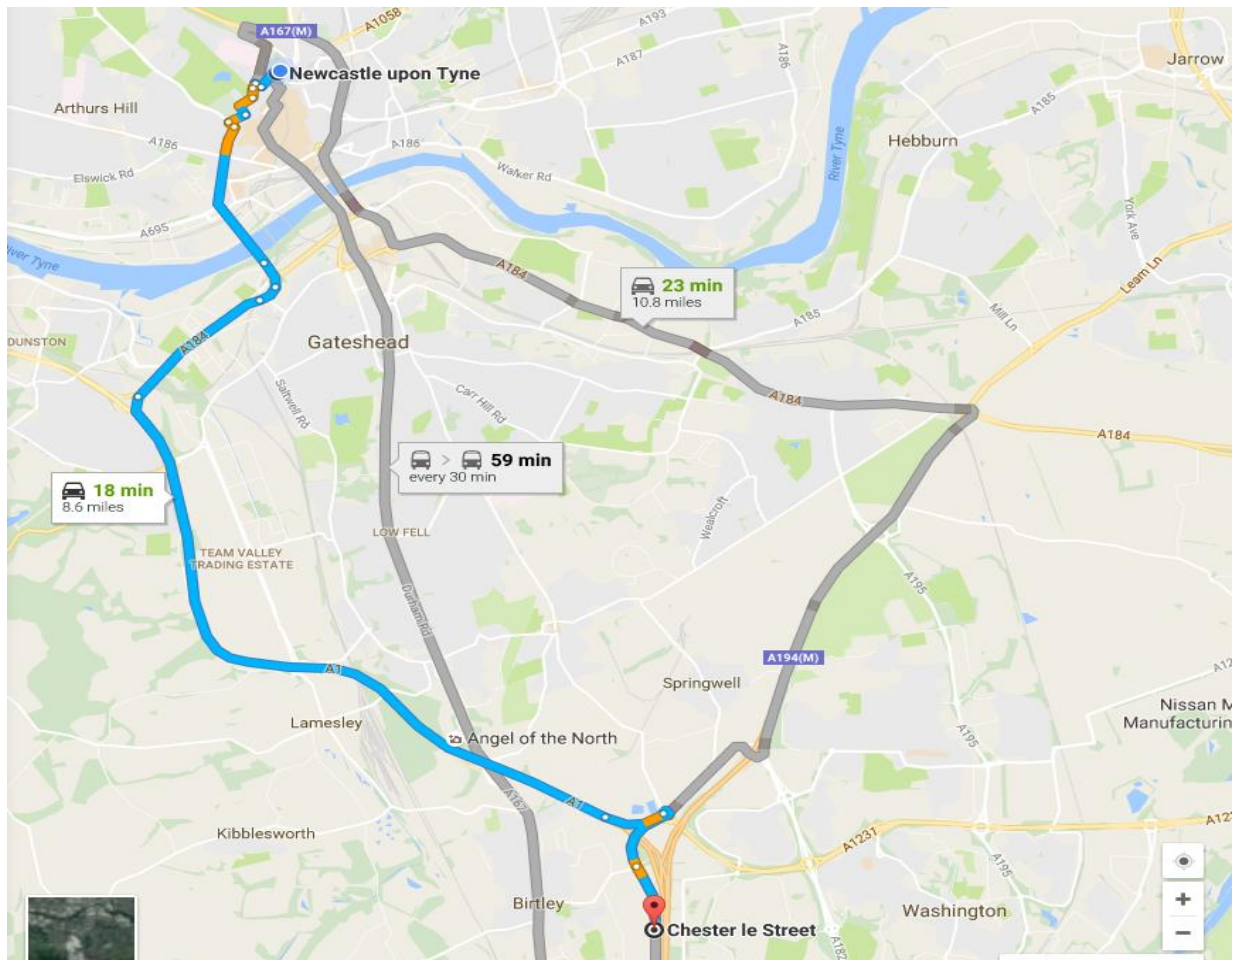 A1058
A193
A167(M)
A187
A186
Jarrow
Newcastle upon Tyne
Arthurs Hill
A185
A186
A186
Hebburn
Elswick Rd
Walker Rd
River Tyne
York Ave
A695
River Tyne
A184
Leam Ln
23 min
10.8 miles
Mill Ln
A185
DUNSTON
A184
Gateshead
Saltwell Rd
Carr Hill Rd
A184
A184
59 min
every 30 min
18 min
8.6 miles
Wealcroft
LOW FELL
TEAM VALLEY
TRADING ESTATE
A195
Durham Rd
A194(M)
A1
Springwell
Nissan M
Manufacturin
Lamesley
A195
Angel of the North
A1
A167
Kibblesworth
A1231
A195
Birtley
Washington
Chester le Street
A182
+
−